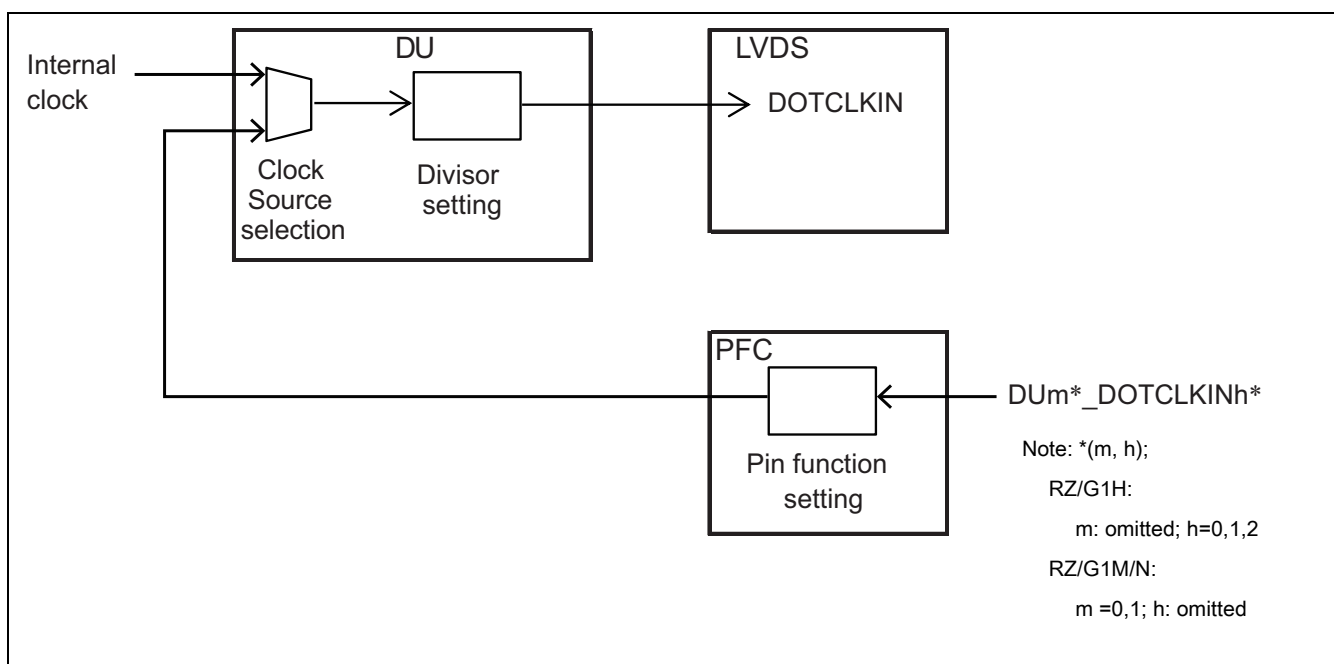 DU
LVDS
Internal
clock
DOTCLKIN
Clock
Source
selection
Divisor
setting
PFC
DUm*_DOTCLKINh*
Pin function
setting
Note: *(m, h);
RZ/G1H:
m: omitted; h=0,1,2
RZ/G1M/N:
m =0,1; h: omitted